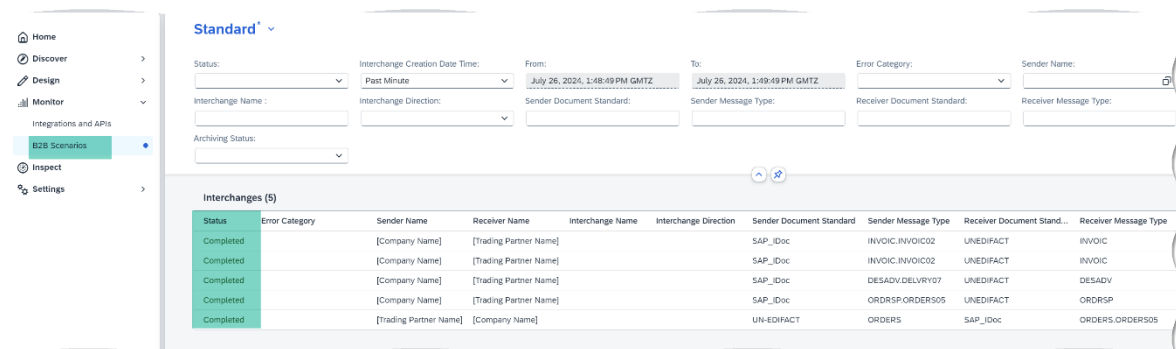 Standard*
Home
Discover
Design
Monitor
Integrations and APIs
B2B Scenarios
Inspect
Settings
Status: Interchange Creation Date Time: From: To: Error Category: Sender Name:
Past Minute July 26, 2024, 1:48:49 PM GMTZ July 26, 2024, 1:49:49 PM GMTZ
Interchange Name : Interchange Direction: Sender Document Standard: Sender Message Type: Receiver Document Standard: Receiver Message Type:
Archiving Status:
Interchanges (5)
Status Error Category Sender Name Receiver Name Interchange Name Interchange Direction Sender Document Standard Sender Message Type Receiver Document Stand... Receiver Message Type
Completed [Company Name] [Trading Partner Name] SAP_IDoc INVOIC.INVOIC02 UNEDIFACT INVOIC
Completed [Company Name] [Trading Partner Name] SAP_IDoc INVOIC.INVOIC02 UNEDIFACT INVOIC
Completed [Company Name] [Trading Partner Name] SAP_IDoc DESADV.DELVRY07 UNEDIFACT DESADV
Completed [Company Name] [Trading Partner Name] SAP_IDoc ORDRSP.ORDERS05 UNEDIFACT ORDRSP
Completed [Trading Partner Name] [Company Name] UN-EDIFACT ORDERS SAP_IDoc ORDERS.ORDERS05